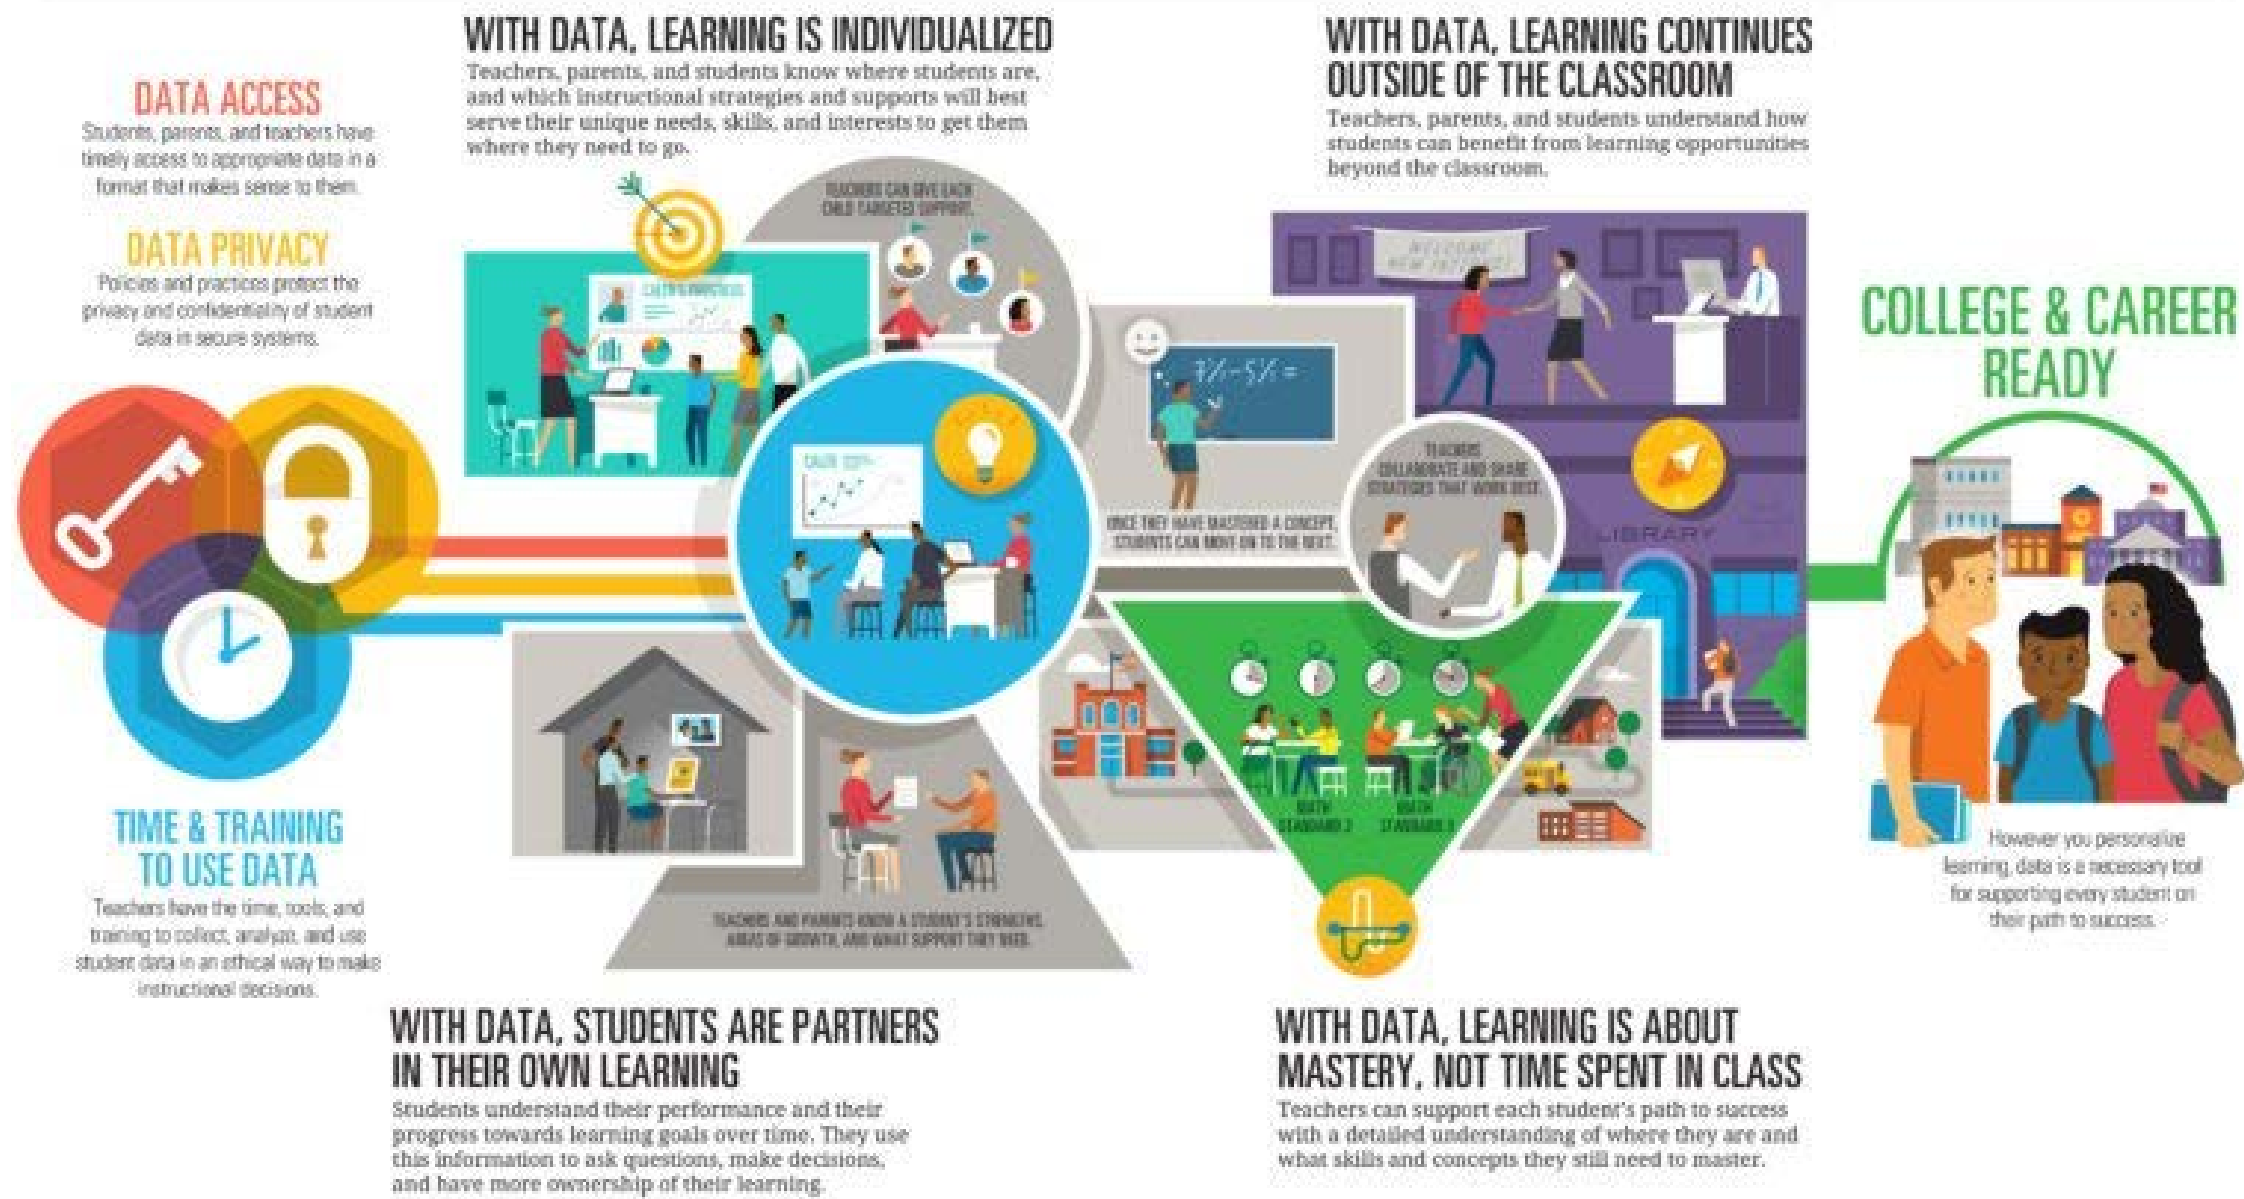 DATA ACCESS
Students, parents, and teachers have
timely access to appropriate data in a
format that makes sense to them.
DATA PRIVACY
Policies and practices protect the
privacy and confidentiality of student
data in secure systems.
TIME & TRAINING
TO USE DATA
Teachers have the time, tools, and
training to collect, analyze, and use
student data in an ethical way to make
instructional decisions.
WITH DATA, LEARNING IS INDIVIDUALIZED
Teachers, parents, and students know where students are,
and which instructional strategies and supports will best
serve their unique needs, skills, and interests to get them
where they need to go.
TEACHERS CAN GIVE EACH
CHILD TARGETED SUPPORT.
ONCE THEY HAVE MASTERED A CONCEPT,
STUDENTS CAN MOVE ON TO THE NEXT.
TEACHERS AND PARENTS KNOW A STUDENT'S STRENGTHS,
AREAS OF GROWTH, AND WHAT SUPPORT THEY NEED.
WITH DATA, STUDENTS ARE PARTNERS
IN THEIR OWN LEARNING
Students understand their performance and their
progress towards learning goals over time. They use
this information to ask questions, make decisions,
and have more ownership of their learning.
WITH DATA, LEARNING CONTINUES
OUTSIDE OF THE CLASSROOM
Teachers, parents, and students understand how
students can benefit from learning opportunities
beyond the classroom.
WELCOME
NEW
TEACHERS
COLLABORATE AND SHARE
STRATEGIES THAT WORK BEST.
LIBRARY
MATH MATH
STANDARD 2 STANDARD
WITH DATA, LEARNING IS ABOUT
MASTERY, NOT TIME SPENT IN CLASS
Teachers can support each student's path to success
with a detailed understanding of where they are and
what skills and concepts they still need to master.
COLLEGE & CAREER
READY
However you personalize
learning, data is a necessary tool
for supporting every student on
their path to success.